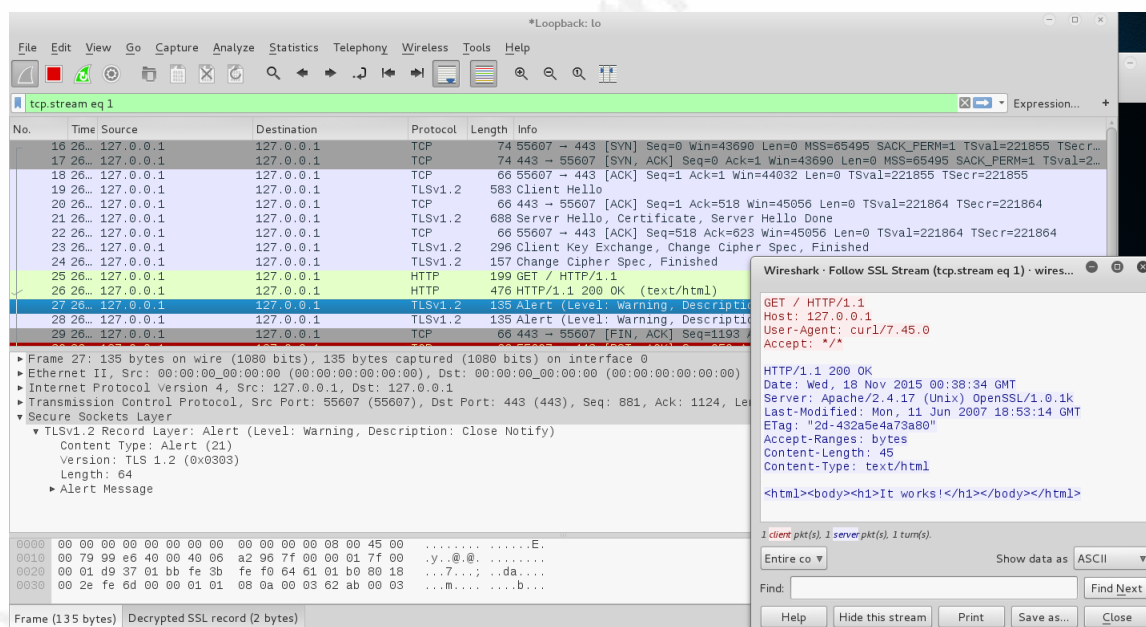 *Loopback: lo
File Edit View Go Capture Analyze Statistics Telephony Wireless Tools Help
tcp.stream eq 1
Expression... +
No. Time Source Destination Protocol Length Info
16 26… 127.0.0.1 127.0.0.1 TCP 74 55607 → 443 [SYN] Seq=0 Win=43690 Len=0 MSS=65495 SACK_PERM=1 TSval=221855 TSecr…
17 26… 127.0.0.1 127.0.0.1 TCP 74 443 → 55607 [SYN, ACK] Seq=0 Ack=1 Win=43690 Len=0 MSS=65495 SACK_PERM=1 TSval=2…
18 26… 127.0.0.1 127.0.0.1 TCP 66 55607 → 443 [ACK] Seq=1 Ack=1 Win=44032 Len=0 TSval=221855 TSecr=221855
19 26… 127.0.0.1 127.0.0.1 TLSv1.2 583 Client Hello
20 26… 127.0.0.1 127.0.0.1 TCP 66 443 → 55607 [ACK] Seq=1 Ack=518 Win=45056 Len=0 TSval=221864 TSecr=221864
21 26… 127.0.0.1 127.0.0.1 TLSv1.2 688 Server Hello, Certificate, Server Hello Done
22 26… 127.0.0.1 127.0.0.1 TCP 66 55607 → 443 [ACK] Seq=518 Ack=623 Win=45056 Len=0 TSval=221864 TSecr=221864
23 26… 127.0.0.1 127.0.0.1 TLSv1.2 296 Client Key Exchange, Change Cipher Spec, Finished
24 26… 127.0.0.1 127.0.0.1 TLSv1.2 157 Change Cipher Spec, Finished
25 26… 127.0.0.1 127.0.0.1 HTTP 199 GET / HTTP/1.1
26 26… 127.0.0.1 127.0.0.1 HTTP 476 HTTP/1.1 200 OK (text/html)
27 26… 127.0.0.1 127.0.0.1 TLSv1.2 135 Alert (Level: Warning, Descriptio
28 26… 127.0.0.1 127.0.0.1 TLSv1.2 135 Alert (Level: Warning, Descriptio
29 26… 127.0.0.1 127.0.0.1 TCP 66 443 → 55607 [FIN, ACK] Seq=1193 A
Frame 27: 135 bytes on wire (1080 bits), 135 bytes captured (1080 bits) on interface 0
Ethernet II, Src: 00:00:00_00:00:00 (00:00:00:00:00:00), Dst: 00:00:00_00:00:00 (00:00:00:00:00:00)
Internet Protocol Version 4, Src: 127.0.0.1, Dst: 127.0.0.1
Transmission Control Protocol, Src Port: 55607 (55607), Dst Port: 443 (443), Seq: 881, Ack: 1124, Le
Secure Sockets Layer
TLSv1.2 Record Layer: Alert (Level: Warning, Description: Close Notify)
Content Type: Alert (21)
Version: TLS 1.2 (0x0303)
Length: 64
Alert Message
0000 00 00 00 00 00 00 00 00 00 00 00 00 08 00 45 00 ........ ......E.
0010 00 79 99 e6 40 00 40 06 a2 96 7f 00 00 01 7f 00 .y..@.@. ........
0020 00 01 d9 37 01 bb fe 3b fe f0 64 61 01 b0 80 18 ...7...; ..da....
0030 00 2e fe 6d 00 00 01 01 08 0a 00 03 62 ab 00 03 ...m.... ....b...
Frame (135 bytes) Decrypted SSL record (2 bytes)
Wireshark · Follow SSL Stream (tcp.stream eq 1) · wires...
GET / HTTP/1.1
Host: 127.0.0.1
User-Agent: curl/7.45.0
Accept: */*
HTTP/1.1 200 OK
Date: Wed, 18 Nov 2015 00:38:34 GMT
Server: Apache/2.4.17 (Unix) OpenSSL/1.0.1k
Last-Modified: Mon, 11 Jun 2007 18:53:14 GMT
ETag: "2d-432a5e4a73a80"
Accept-Ranges: bytes
Content-Length: 45
Content-Type: text/html
<html><body><h1>It works!</h1></body></html>
1 client pkt(s), 1 server pkt(s), 1 turn(s).
Entire co Show data as ASCII
Find: Find Next
Help Hide this stream Print Save as... Close